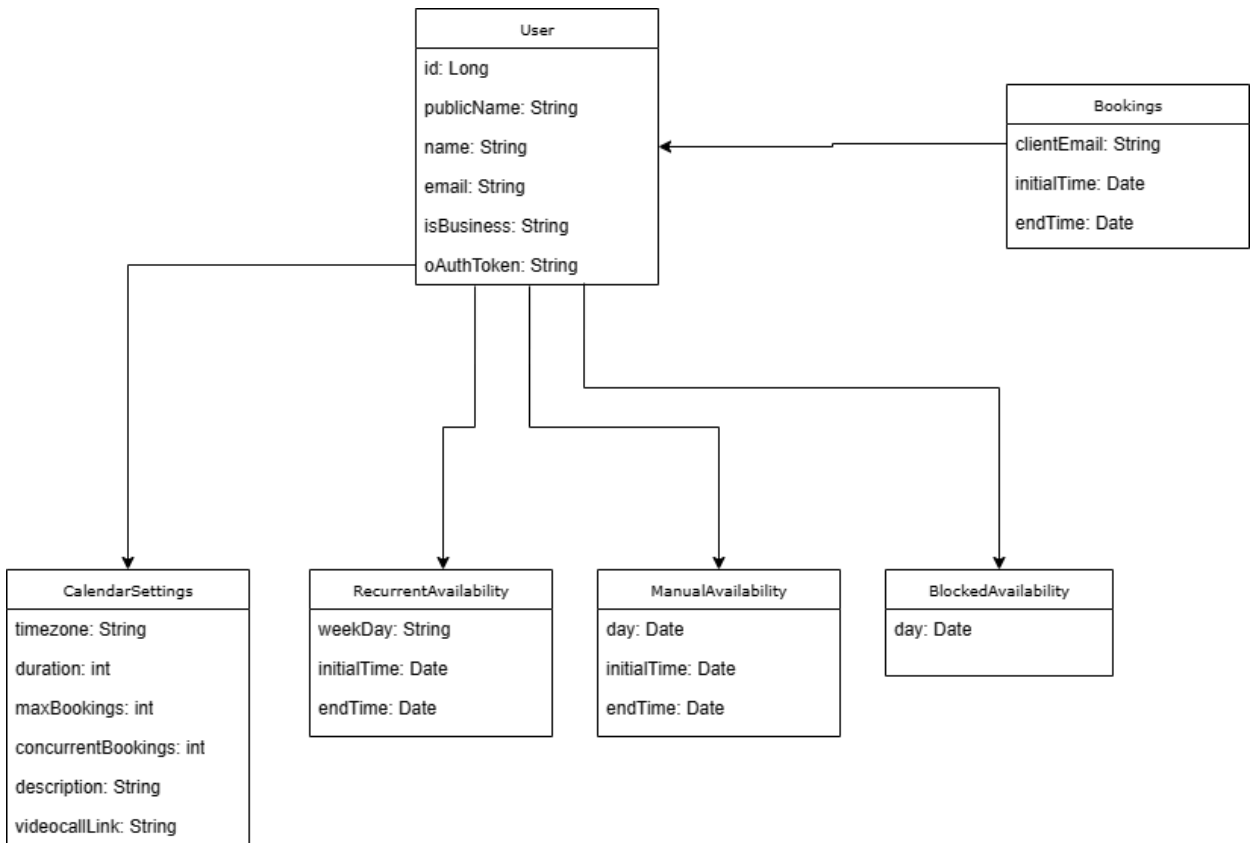 User
id: Long
publicName: String
name: String
email: String
isBusiness: String
oAuthToken: String
Bookings
clientEmail: String
initialTime: Date
endTime: Date
CalendarSettings
timezone: String
duration: int
maxBookings: int
concurrentBookings: int
description: String
videocallLink: String
RecurrentAvailability
weekDay: String
initialTime: Date
endTime: Date
ManualAvailability
day: Date
initialTime: Date
endTime: Date
BlockedAvailability
day: Date